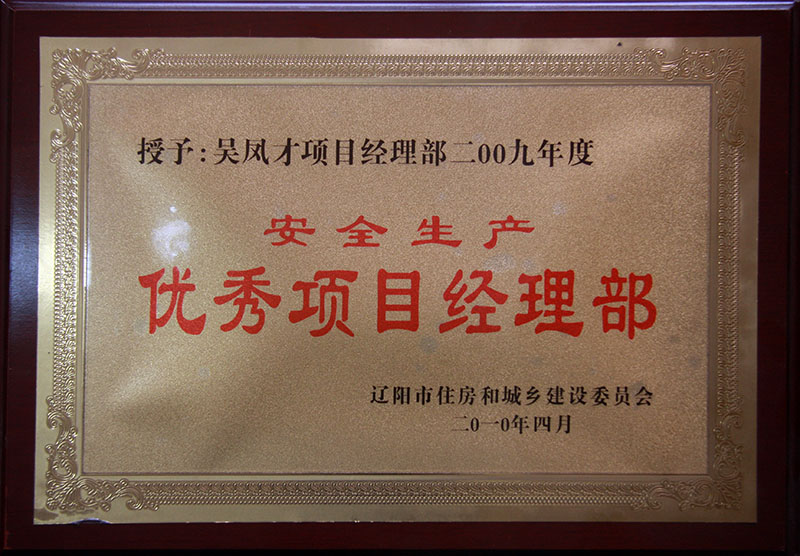 授予:吴凤才项目经理部二00九年度
安全生产
优秀项目经理部
辽阳市住房和城乡建设委员会
二0一0年四月